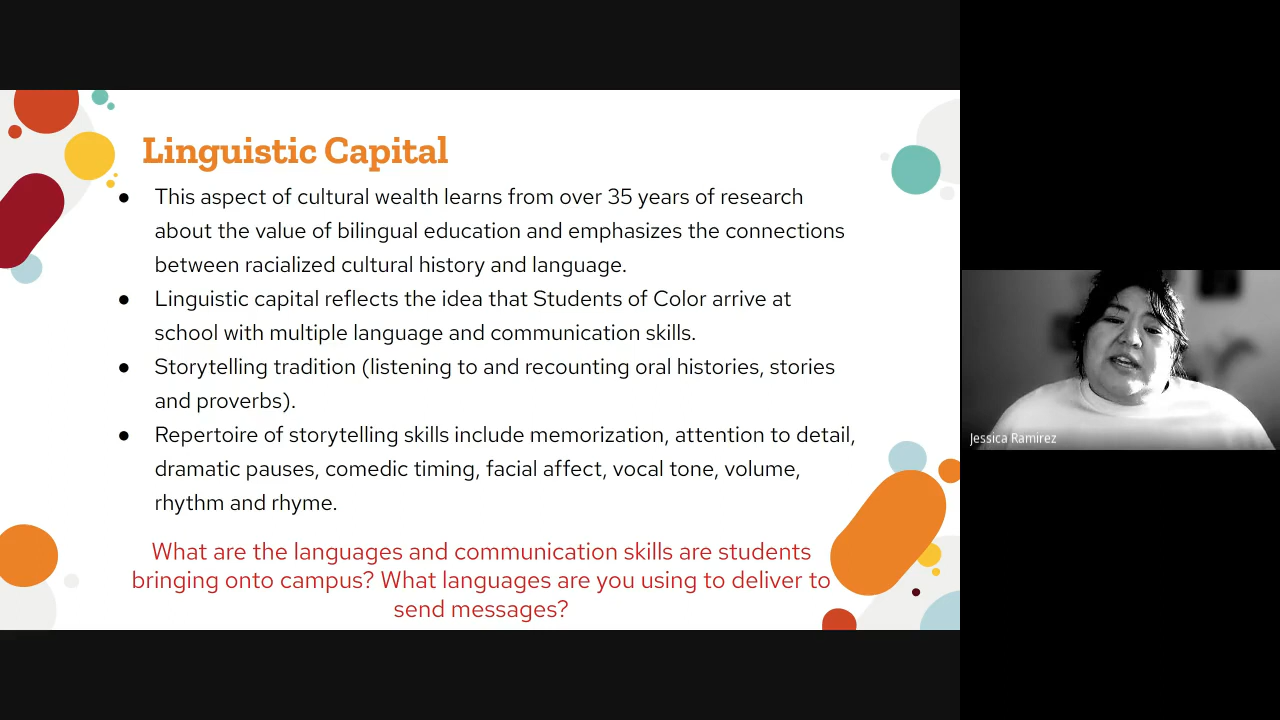 Linguistic Capital
● This aspect of cultural wealth learns from over 35 years of research
about the value of bilingual education and emphasizes the connections
between racialized cultural history and language.
● Linguistic capital reflects the idea that Students of Color arrive at
school with multiple language and communication skills.
● Storytelling tradition (listening to and recounting oral histories, stories
and proverbs).
● Repertoire of storytelling skills include memorization, attention to detail,
dramatic pauses, comedic timing, facial affect, vocal tone, volume,
rhythm and rhyme.
What are the languages and communication skills are students
bringing onto campus? What languages are you using to deliver to
send messages?
Jessica Ramirez